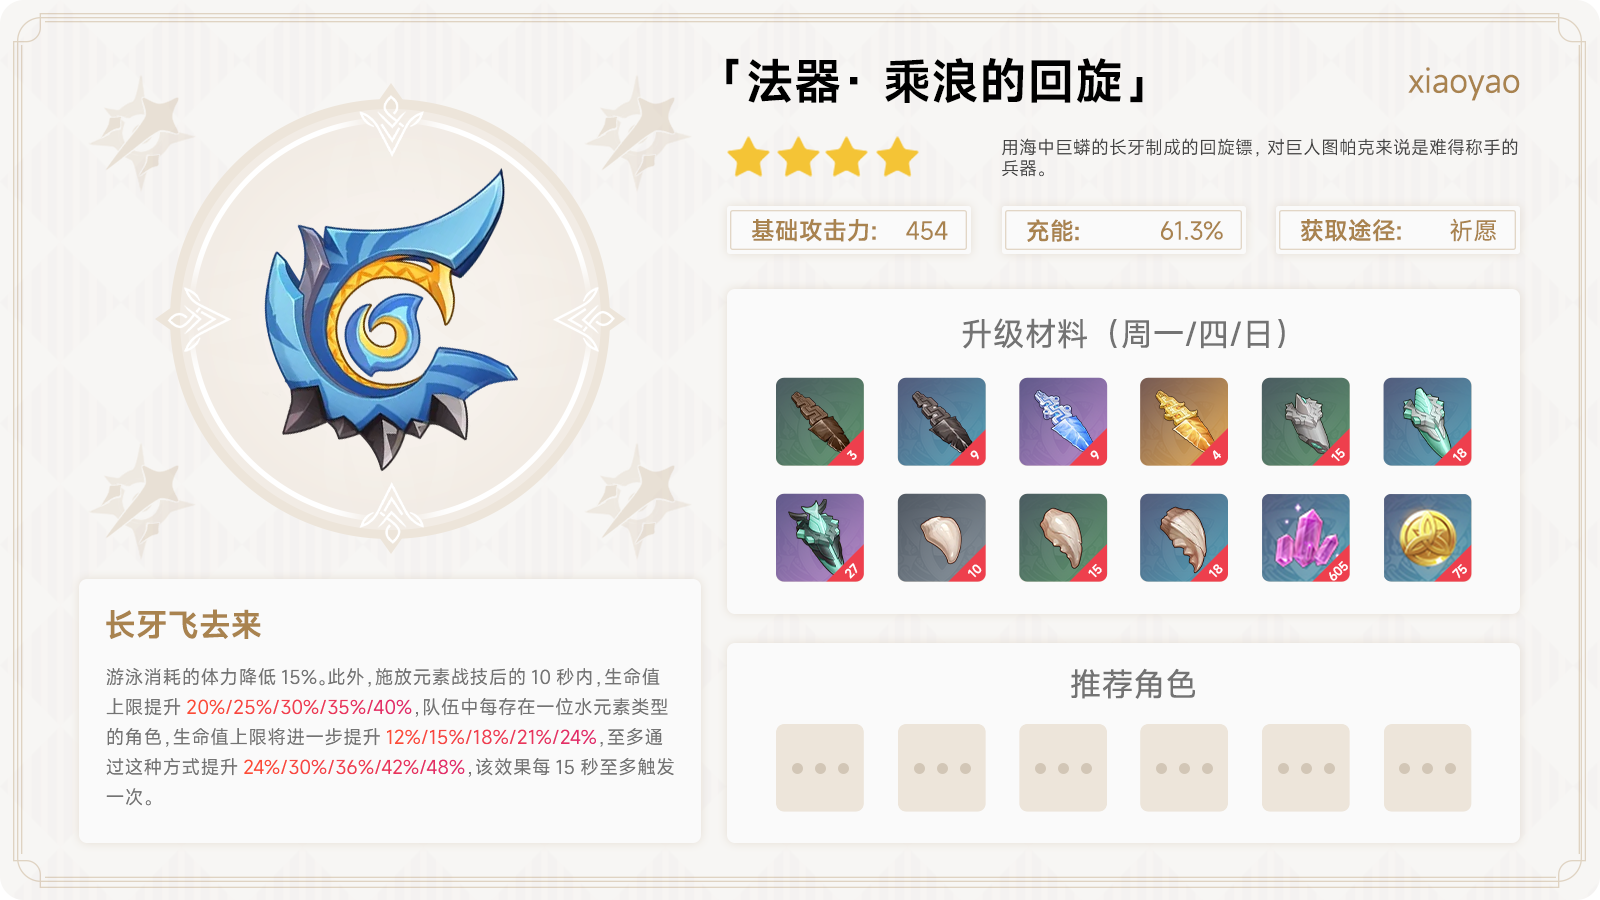 「法器· 乘浪的回旋」
xiaoyao
用海中巨蟒的长牙制成的回旋镖，对巨人图帕克来说是难得称手的
兵器。
基础攻击力: 454
充能: 61.3%
获取途径: 祈愿
升级材料（周一/四/日）
3 9 9 4 15 18
27 10 15 18 605 75
长牙飞去来
游泳消耗的体力降低 15%。此外,施放元素战技后的 10 秒内,生命值
上限提升 20%/25%/30%/35%/40%,队伍中每存在一位水元素类型
的角色,生命值上限将进一步提升 12%/15%/18%/21%/24%,至多通
过这种方式提升 24%/30%/36%/42%/48%,该效果每 15 秒至多触发
一次。
推荐角色